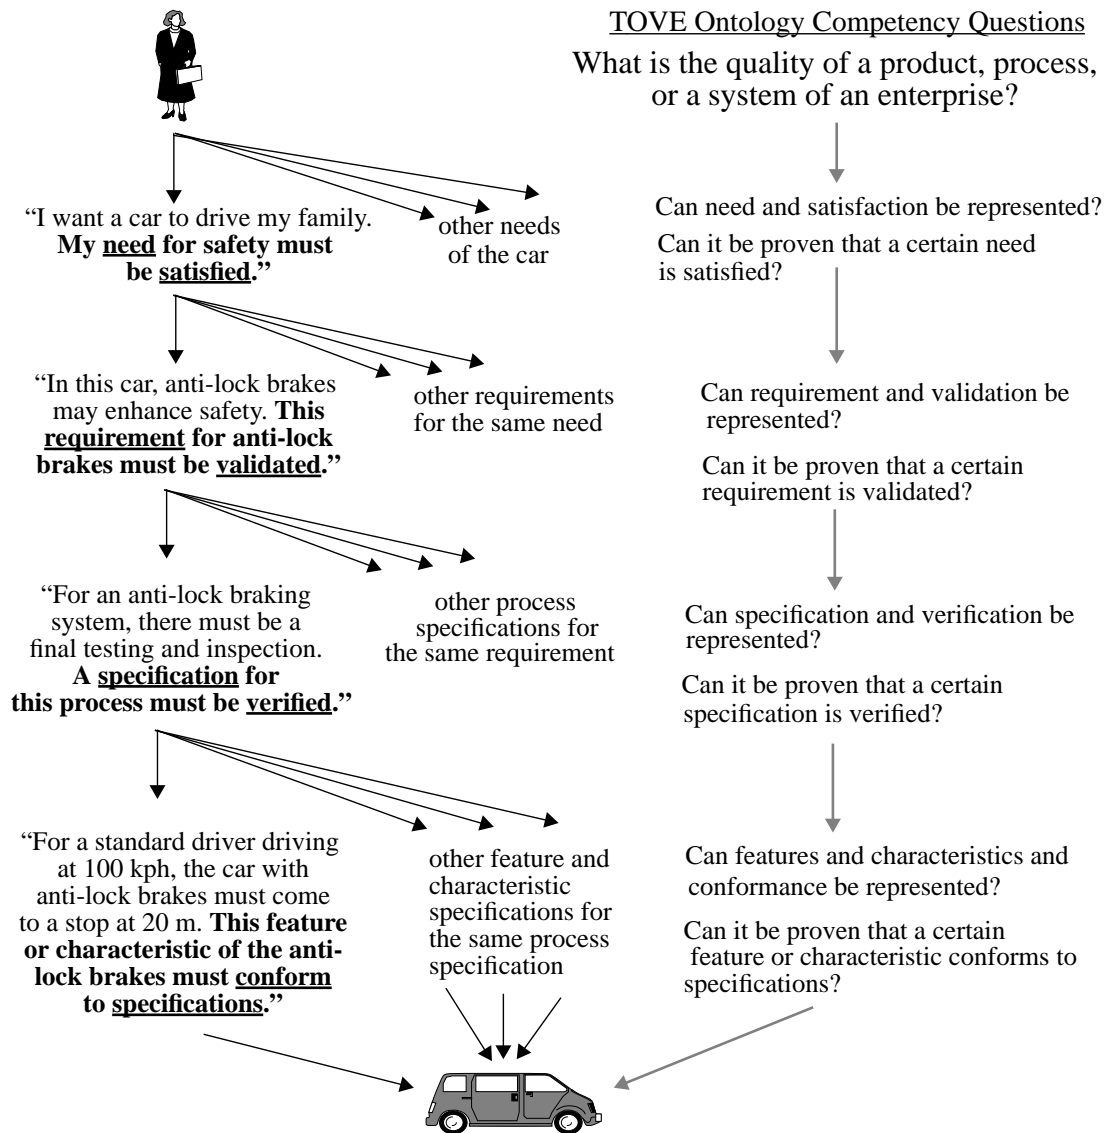 TOVE Ontology Competency Questions
What is the quality of a product, process,
or a system of an enterprise?
“I want a car to drive my family.
My need for safety must
be satisfied.”
other needs
of the car
Can need and satisfaction be represented?
Can it be proven that a certain need
is satisfied?
“In this car, anti-lock brakes
may enhance safety. This
requirement for anti-lock
brakes must be validated.”
other requirements
for the same need
Can requirement and validation be
represented?
Can it be proven that a certain
requirement is validated?
“For an anti-lock braking
system, there must be a
final testing and inspection.
A specification for
this process must be verified.”
other process
specifications for
the same requirement
Can specification and verification be
represented?
Can it be proven that a certain
specification is verified?
“For a standard driver driving
at 100 kph, the car with
anti-lock brakes must come
to a stop at 20 m. This feature
or characteristic of the anti-
lock brakes must conform
to specifications.”
other feature and
characteristic
specifications for
the same process
specification
Can features and characteristics and
conformance be represented?
Can it be proven that a certain
feature or characteristic conforms to
specifications?